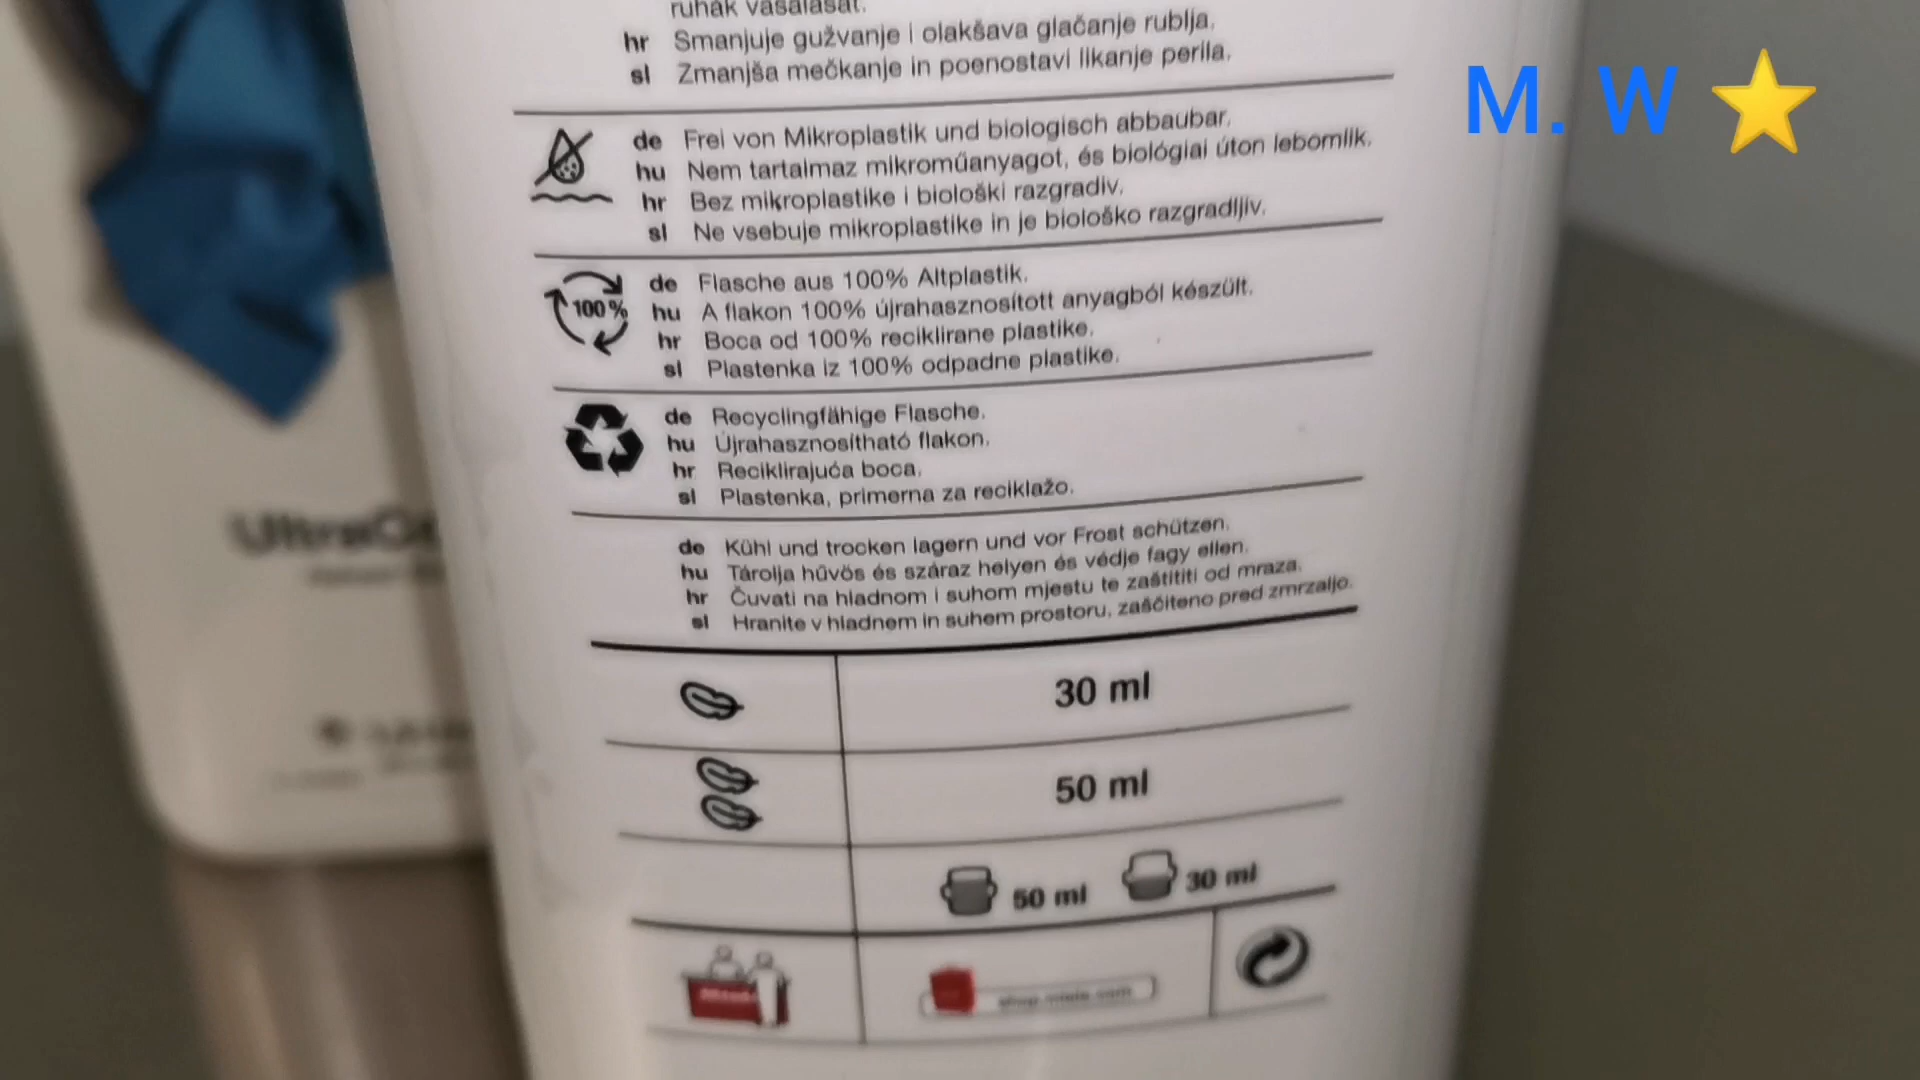 ruhák vasalását.
hr Smanjuje gužvanje i olakšava glačanje rublja.
sl Zmanjša mečkanje in poenostavi likanje perila.
M. W
de Frei von Mikroplastik und biologisch abbaubar.
hu Nem tartalmaz mikroműanyagot, és biológiai úton lebomlik.
hr Bez mikroplastike i biološki razgradiv.
sl Ne vsebuje mikroplastike in je biološko razgradljiv.
100 %
de Flasche aus 100% Altplastik.
hu A flakon 100% újrahasznosított anyagból készült.
hr Boca od 100% reciklirane plastike.
sl Plastenka iz 100% odpadne plastike.
de Recyclingfähige Flasche.
hu Újrahasznosítható flakon.
hr Reciklirajuća boca.
sl Plastenka, primerna za reciklažo.
de Kühl und trocken lagern und vor Frost schützen.
hu Tárolja hűvös és száraz helyen és védje fagy ellen.
hr Čuvati na hladnom i suhom mjestu te zaštititi od mraza.
sl Hranite v hladnem in suhem prostoru, zaščiteno pred zmrzaljo.
30 ml
50 ml
50 ml 30 ml
shop.miele.com